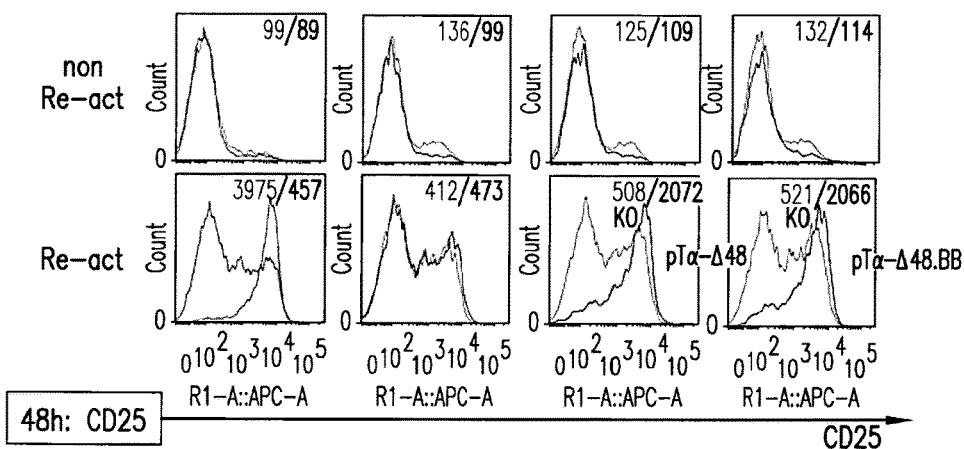 non
Re-act
Count
99/89
0
Count
136/99
0
Count
125/109
0
Count
132/114
0
Re-act
Count
3975/457
0
Count
412/473
0
Count
508/2072
KO
pTα-Δ48
0
Count
521/2066
KO
pTα-Δ48.BB
0
0 10² 10³ 10⁴ 10⁵
0 10² 10³ 10⁴ 10⁵
0 10² 10³ 10⁴ 10⁵
0 10² 10³ 10⁴ 10⁵
R1-A::APC-A
R1-A::APC-A
R1-A::APC-A
R1-A::APC-A
48h: CD25
CD25